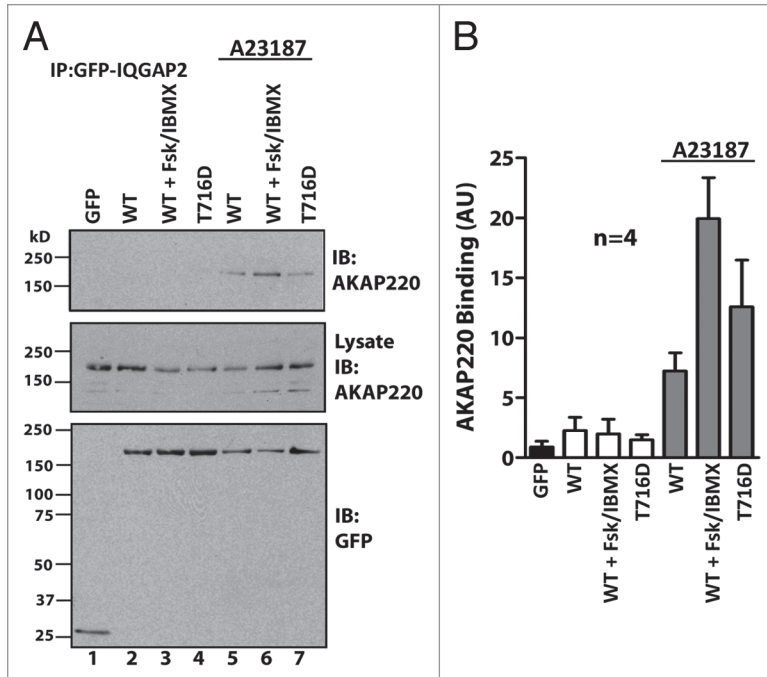 A
A23187
IP:GFP-IQGAP2
GFP
WT
WT + Fsk/IBMX
T716D
WT
WT + Fsk/IBMX
T716D
kD
250
150
IB:
AKAP220
250
150
Lysate
IB:
AKAP220
250
150
100
75
50
37
25
IB:
GFP
1 2 3 4 5 6 7
B
A23187
AKAP220 Binding (AU)
25
20
15
10
5
0
n=4
GFP
WT
WT + Fsk/IBMX
T716D
WT
WT + Fsk/IBMX
T716D